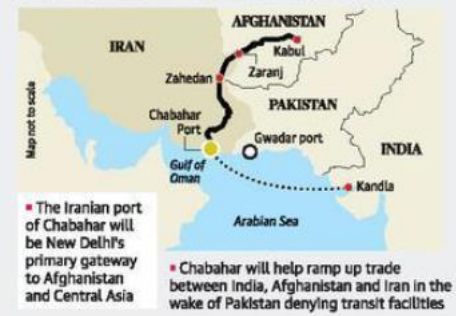 AFGHANISTAN
IRAN
Kabul
Zaranj
Zahedan
PAKISTAN
Chabahar
Port
Gwadar port
INDIA
Map not to scale
Gulf of
Oman
Kandla
Arabian Sea
▪ The Iranian port
of Chabahar will
be New Delhi's
primary gateway
to Afghanistan
and Central Asia
▪ Chabahar will help ramp up trade
between India, Afghanistan and Iran in the
wake of Pakistan denying transit facilities